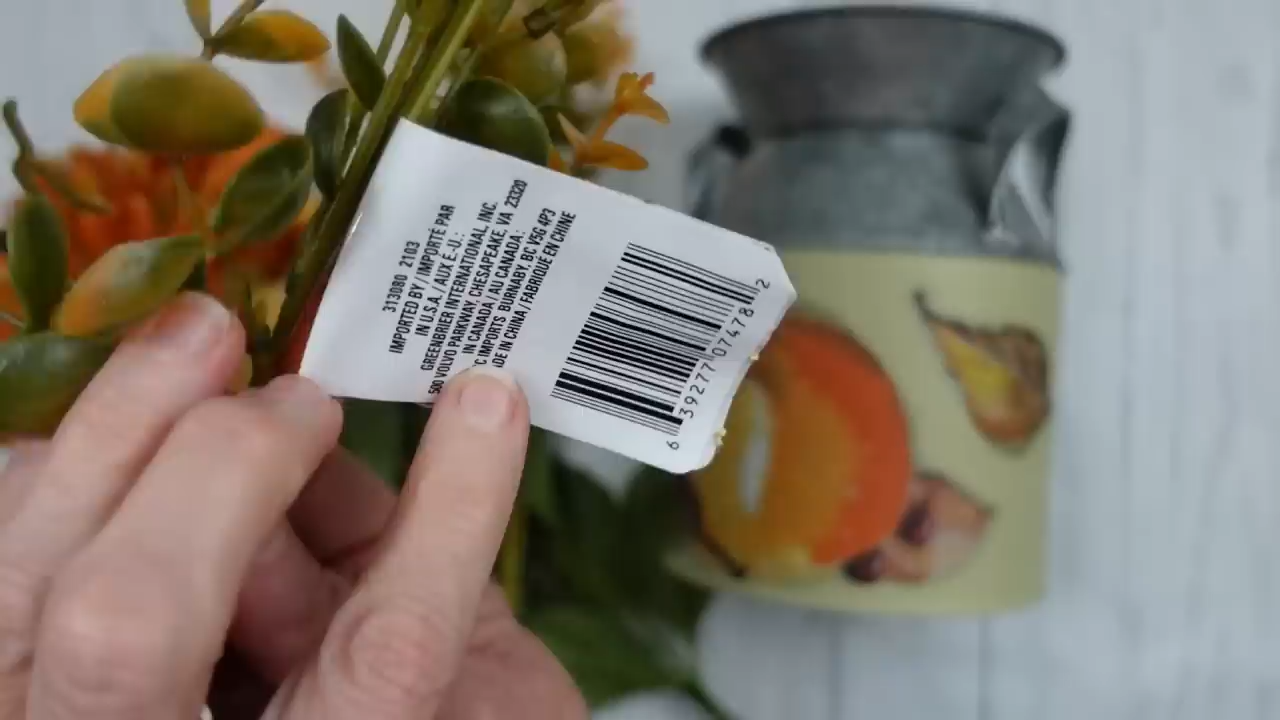 313080 2103
IMPORTED BY / IMPORTÉ PAR
IN U.S.A. / AUX E.-U.:
GREENBRIER INTERNATIONAL, INC.
500 VOLVO PARKWAY, CHESAPEAKE, VA 23320
IN CANADA / AU CANADA:
C IMPORTS BURNABY, BC V5G 4P3
DE IN CHINA / FABRIQUÉ EN CHINE
6 39277 07478 2